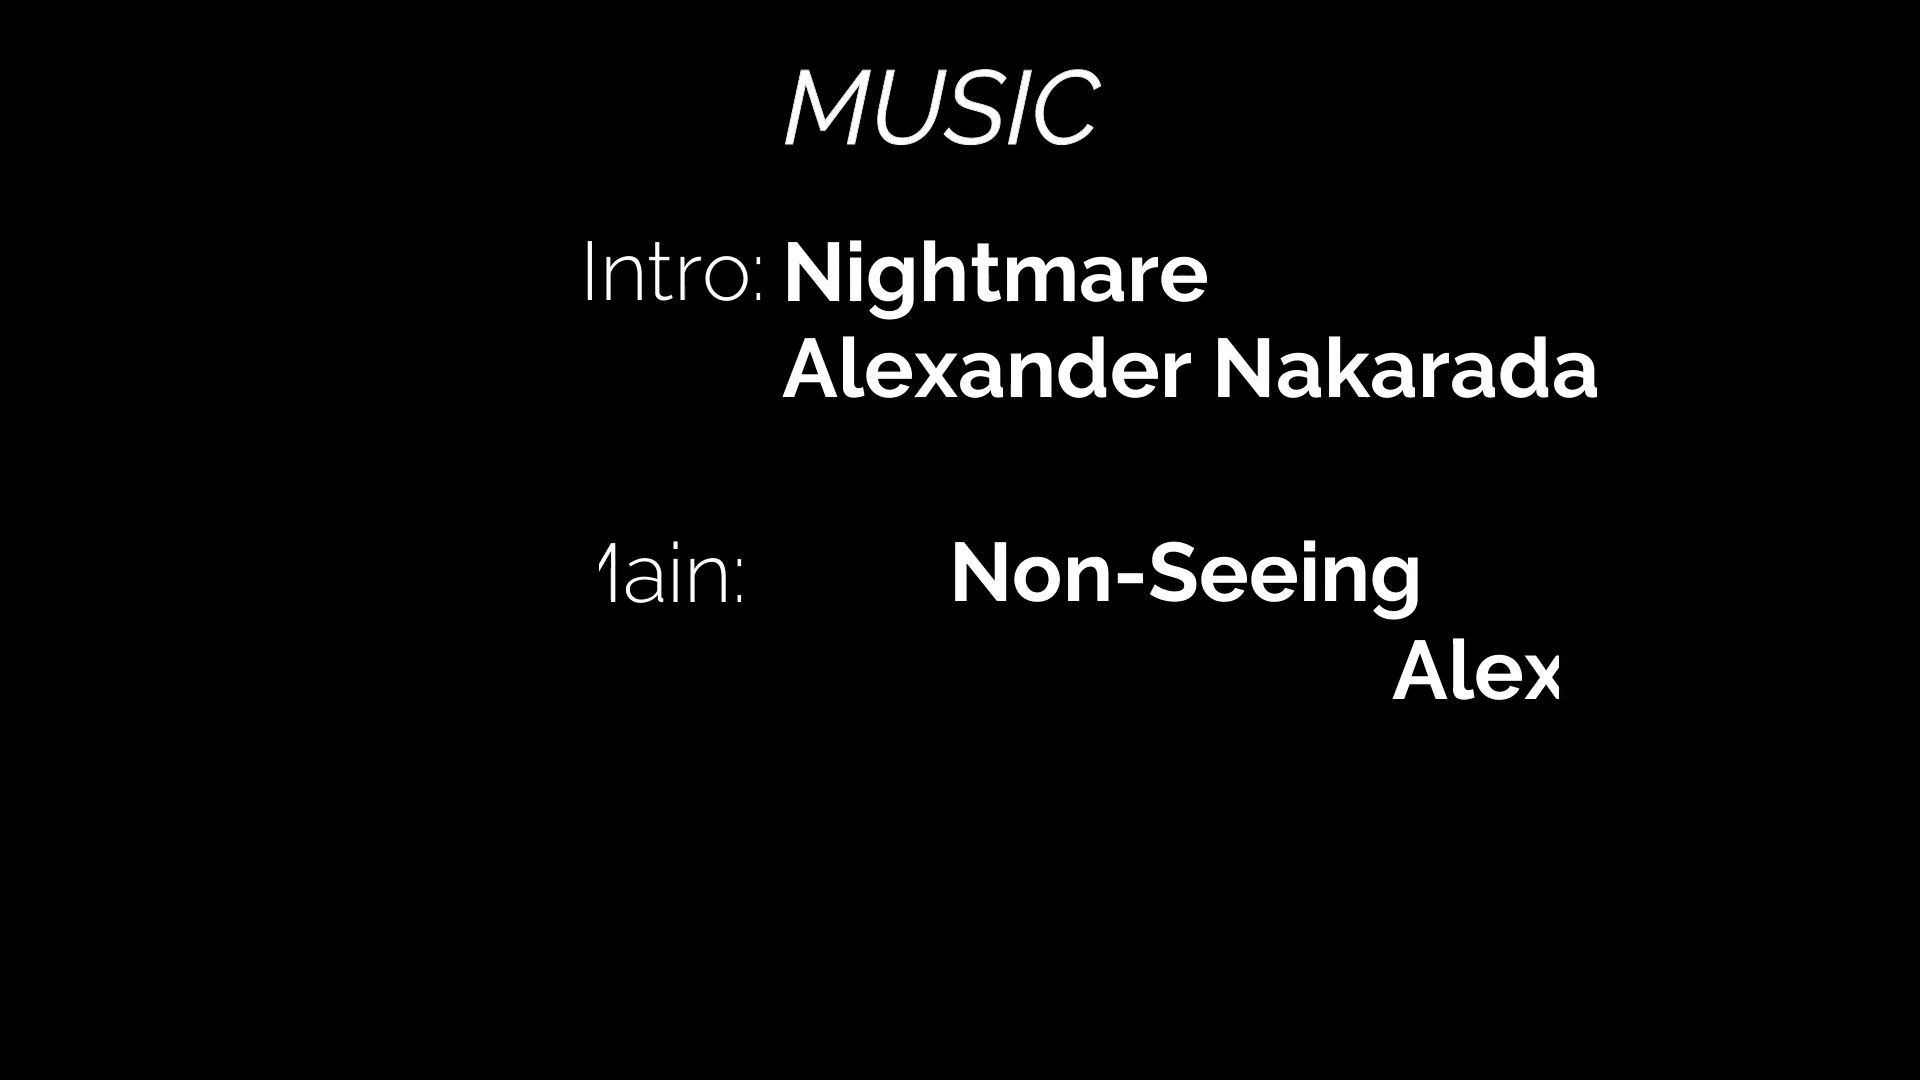 MUSIC
Intro: Nightmare
Alexander Nakarada
Main: Non-Seeing
Alex